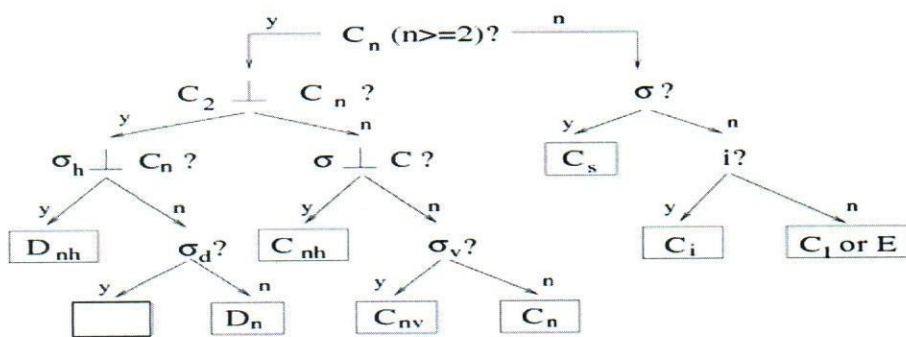 y C_n (n>=2)? n
C_2 ⊥ C_n ? σ ?
y n y n
σ_h ⊥ C_n ? σ ⊥ C ? C_s i?
y n y n y n
D_nh σ_d? C_nh σ_v? C_i C_1 or E
y n y n
D_n C_nv C_n